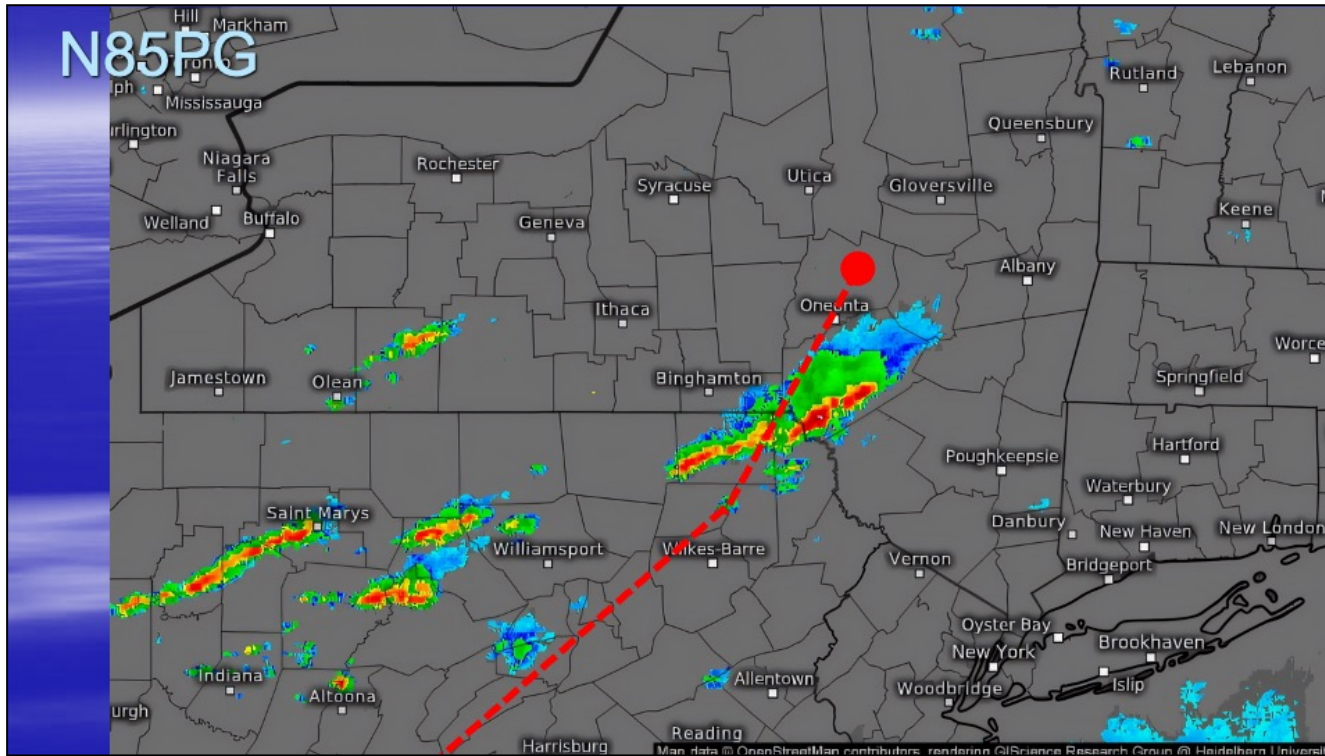 N85PG
Hill
Markham
Mississauga
Niagara
Falls
Welland
Buffalo
Rochester
Geneva
Syracuse
Utica
Gloversville
Queensbury
Rutland
Lebanon
Keene
Albany
Ithaca
Oneonta
Jamestown
Olean
Binghamton
Springfield
Hartford
Poughkeepsie
Waterbury
Danbury
New Haven
New London
Bridgeport
Saint Marys
Williamsport
Wilkes-Barre
Vernon
Oyster Bay
New York
Brookhaven
Islip
Woodbridge
Indiana
Altoona
Allentown
Reading
Harrisburg
Map data © OpenStreetMap contributors, rendering GIScience Research Group @ Heidelberg Universi